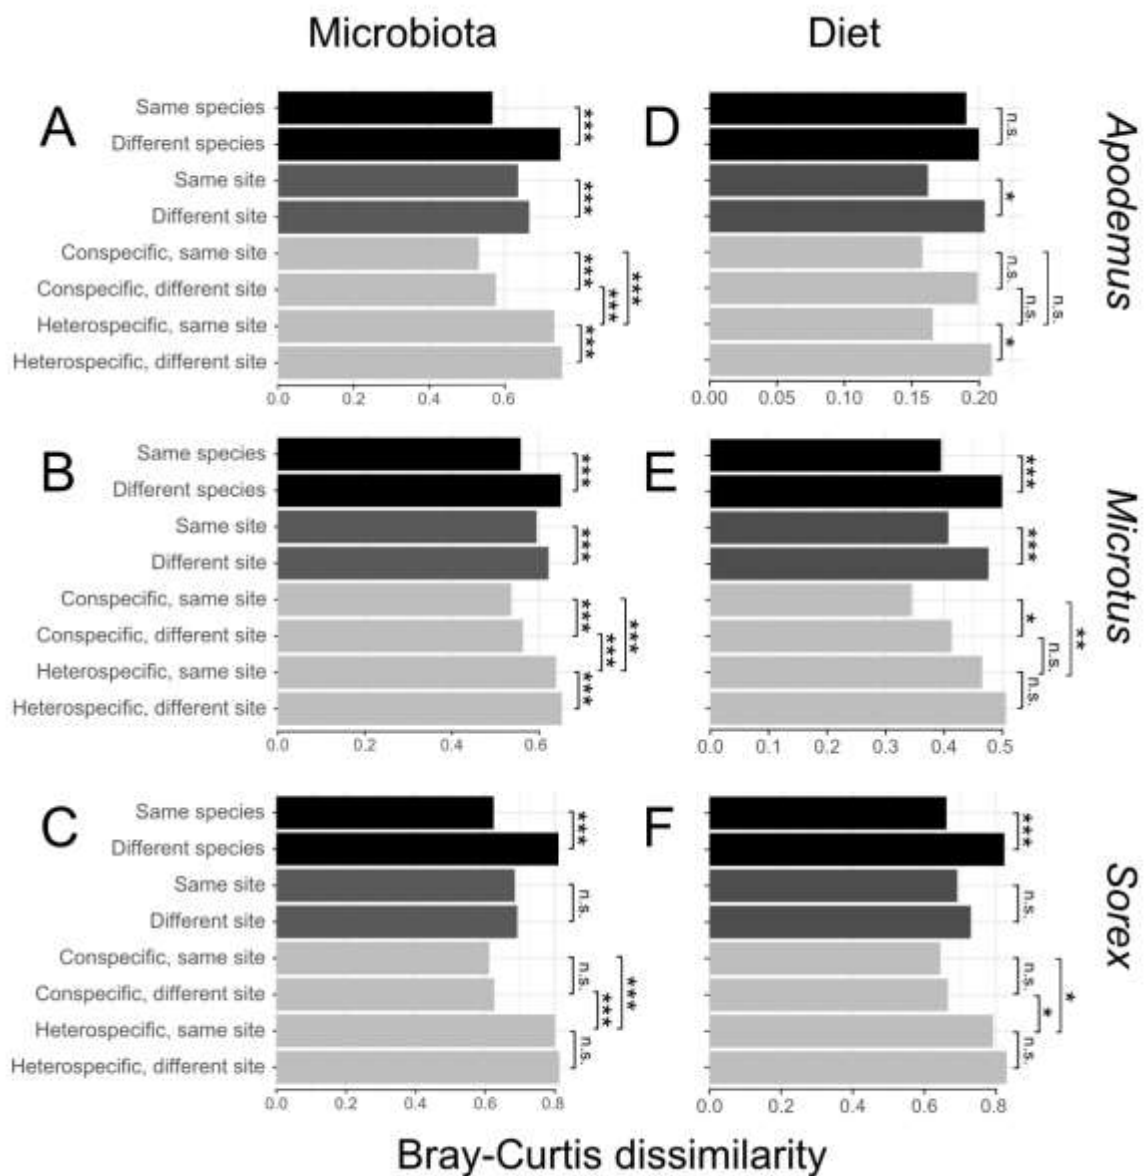 Microbiota
Diet
A
Same species
Different species
Same site
Different site
Conspecific, same site
Conspecific, different site
Heterospecific, same site
Heterospecific, different site
***
***
***
***
***
***
0.0 0.2 0.4 0.6
D
n.s.
*
n.s.
n.s.
n.s.
*
0.00 0.05 0.10 0.15 0.20
Apodemus
B
Same species
Different species
Same site
Different site
Conspecific, same site
Conspecific, different site
Heterospecific, same site
Heterospecific, different site
***
***
***
***
***
***
0.0 0.2 0.4 0.6
E
***
***
*
n.s.
**
n.s.
0.0 0.1 0.2 0.3 0.4 0.5
Microtus
C
Same species
Different species
Same site
Different site
Conspecific, same site
Conspecific, different site
Heterospecific, same site
Heterospecific, different site
***
n.s.
n.s.
***
***
n.s.
0.0 0.2 0.4 0.6 0.8
F
***
n.s.
n.s.
*
*
n.s.
0.0 0.2 0.4 0.6 0.8
Sorex
Bray-Curtis dissimilarity